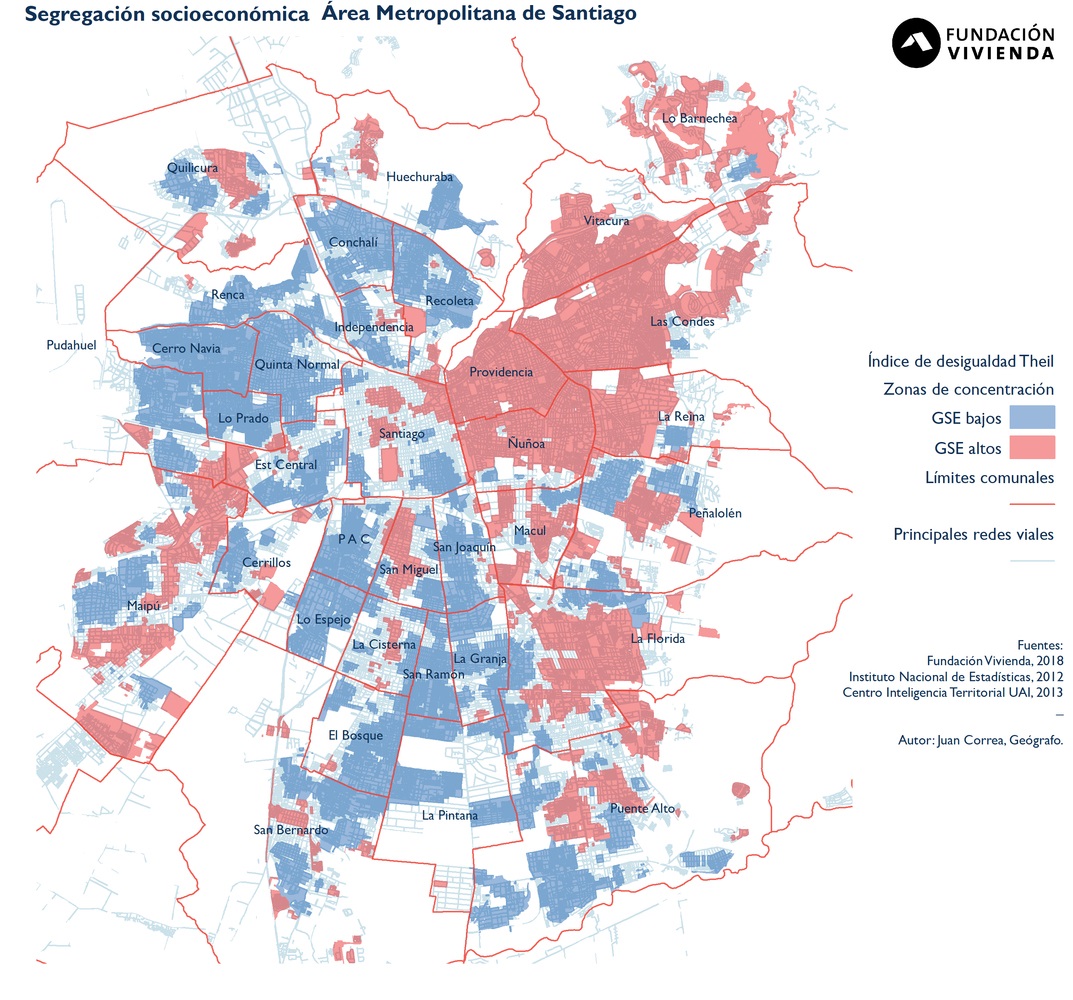 Segregación socioeconómica Área Metropolitana de Santiago
FUNDACIÓN
VIVIENDA
Lo Barnechea
Quilicura
Huechuraba
Vitacura
Conchalí
Renca
Recoleta
Independencia
Las Condes
Pudahuel
Cerro Navia
Quinta Normal
Providencia
Lo Prado
La Reina
Santiago
Ñuñoa
Est Central
Peñalolén
Macul
P A C
San Joaquín
Cerrillos
San Miguel
Maipú
Lo Espejo
La Cisterna
La Florida
La Granja
San Ramón
El Bosque
Puente Alto
La Pintana
San Bernardo
Índice de desigualdad Theil
Zonas de concentración
GSE bajos
GSE altos
Límites comunales
Principales redes viales
Fuentes:
Fundación Vivienda, 2018
Instituto Nacional de Estadísticas, 2012
Centro Inteligencia Territorial UAI, 2013
–
Autor: Juan Correa, Geógrafo.